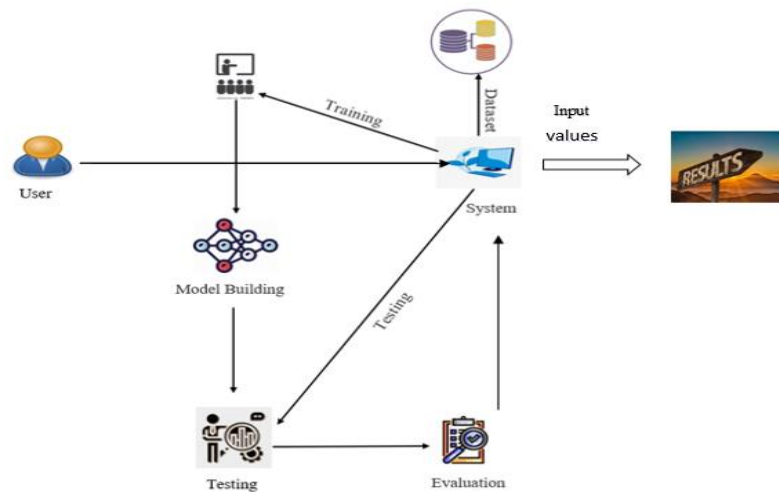 Training
Dataset
Input
values
RESULTS
User
System
Model Building
Testing
Testing
Evaluation